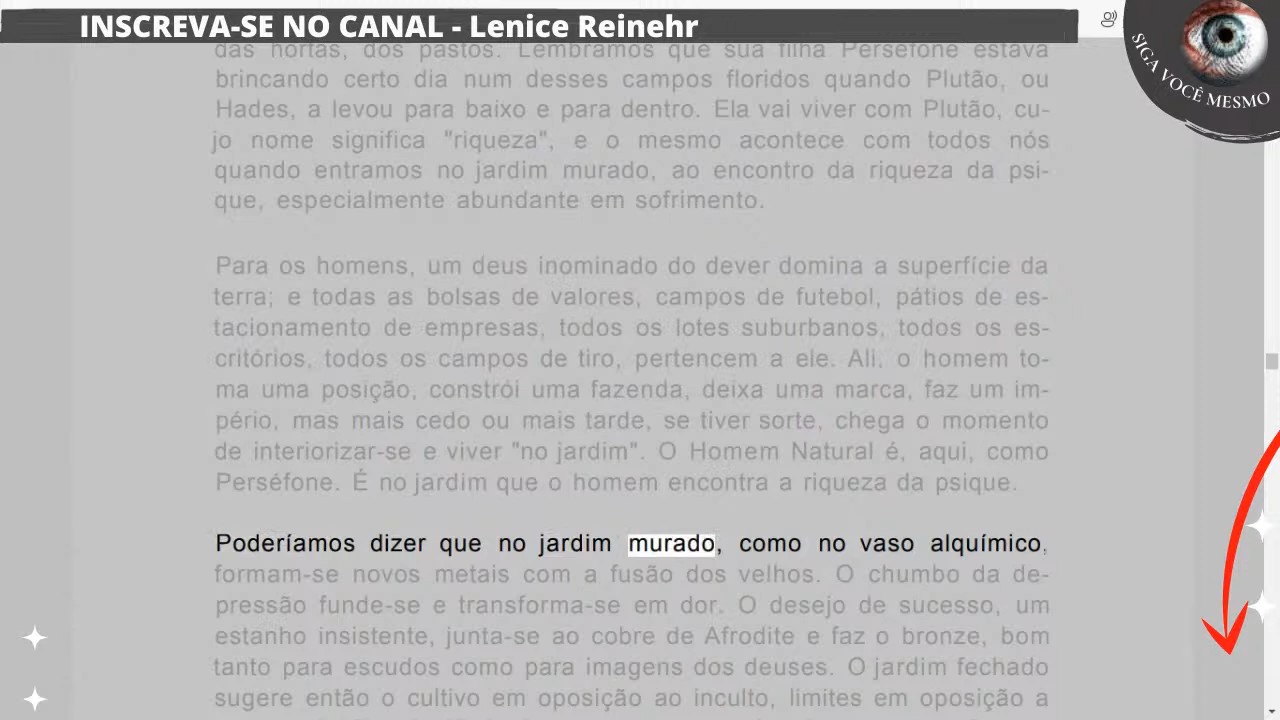 INSCREVA-SE NO CANAL - Lenice Reinehr
SIGA VOCÊ MESMO
das hortas, dos pastos. Lembramos que sua filha Perséfone estava
brincando certo dia num desses campos floridos quando Plutão, ou
Hades, a levou para baixo e para dentro. Ela vai viver com Plutão, cu-
jo nome significa "riqueza", e o mesmo acontece com todos nós
quando entramos no jardim murado, ao encontro da riqueza da psi-
que, especialmente abundante em sofrimento.
Para os homens, um deus inominado do dever domina a superfície da
terra; e todas as bolsas de valores, campos de futebol, pátios de es-
tacionamento de empresas, todos os lotes suburbanos, todos os es-
critórios, todos os campos de tiro, pertencem a ele. Ali, o homem to-
ma uma posição, constrói uma fazenda, deixa uma marca, faz um im-
pério, mas mais cedo ou mais tarde, se tiver sorte, chega o momento
de interiorizar-se e viver "no jardim". O Homem Natural é, aqui, como
Perséfone. É no jardim que o homem encontra a riqueza da psique.
Poderíamos dizer que no jardim murado, como no vaso alquímico,
formam-se novos metais com a fusão dos velhos. O chumbo da de-
pressão funde-se e transforma-se em dor. O desejo de sucesso, um
estanho insistente, junta-se ao cobre de Afrodite e faz o bronze, bom
tanto para escudos como para imagens dos deuses. O jardim fechado
sugere então o cultivo em oposição ao inculto, limites em oposição a